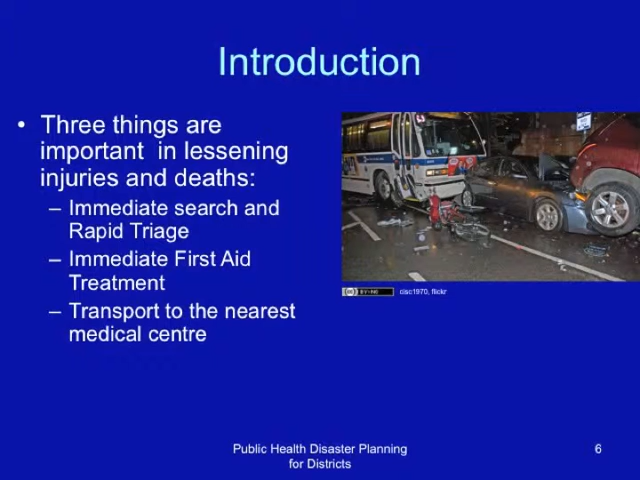 Introduction
• Three things are
important in lessening
injuries and deaths:
– Immediate search and
Rapid Triage
– Immediate First Aid
Treatment
– Transport to the nearest
medical centre
cisc1970, flickr
Public Health Disaster Planning
for Districts
6